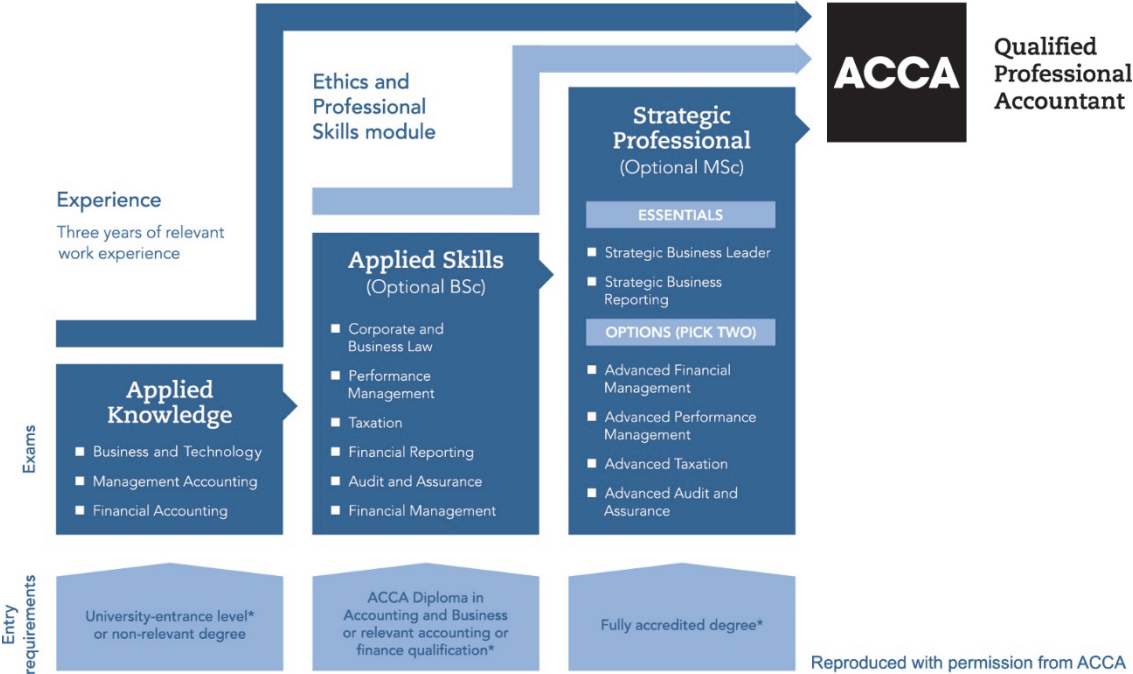 ACCA
Qualified
Professional
Accountant
Ethics and
Professional
Skills module
Experience
Three years of relevant
work experience
Exams
Applied
Knowledge
Business and Technology
Management Accounting
Financial Accounting
Applied Skills
(Optional BSc)
Corporate and
Business Law
Performance
Management
Taxation
Financial Reporting
Audit and Assurance
Financial Management
Strategic
Professional
(Optional MSc)
ESSENTIALS
Strategic Business Leader
Strategic Business
Reporting
OPTIONS (PICK TWO)
Advanced Financial
Management
Advanced Performance
Management
Advanced Taxation
Advanced Audit and
Assurance
Entry
requirements
University-entrance level*
or non-relevant degree
ACCA Diploma in
Accounting and Business
or relevant accounting or
finance qualification*
Fully accredited degree*
Reproduced with permission from ACCA